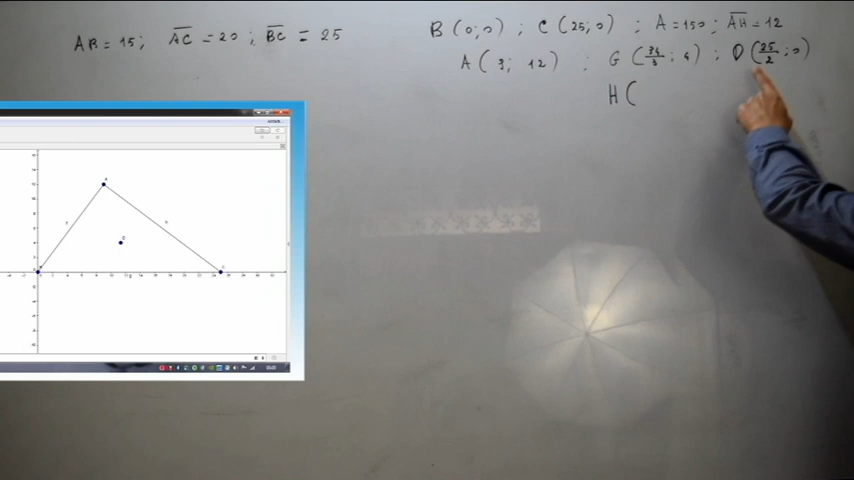 AB = 15; AC = 20; BC = 25
B (0;0) ; C (25;0) ; A = 150; AH = 12
A ( 9; 12) ; G ( 34/3 ; 4) ; O ( 25/2 ; 0)
H (